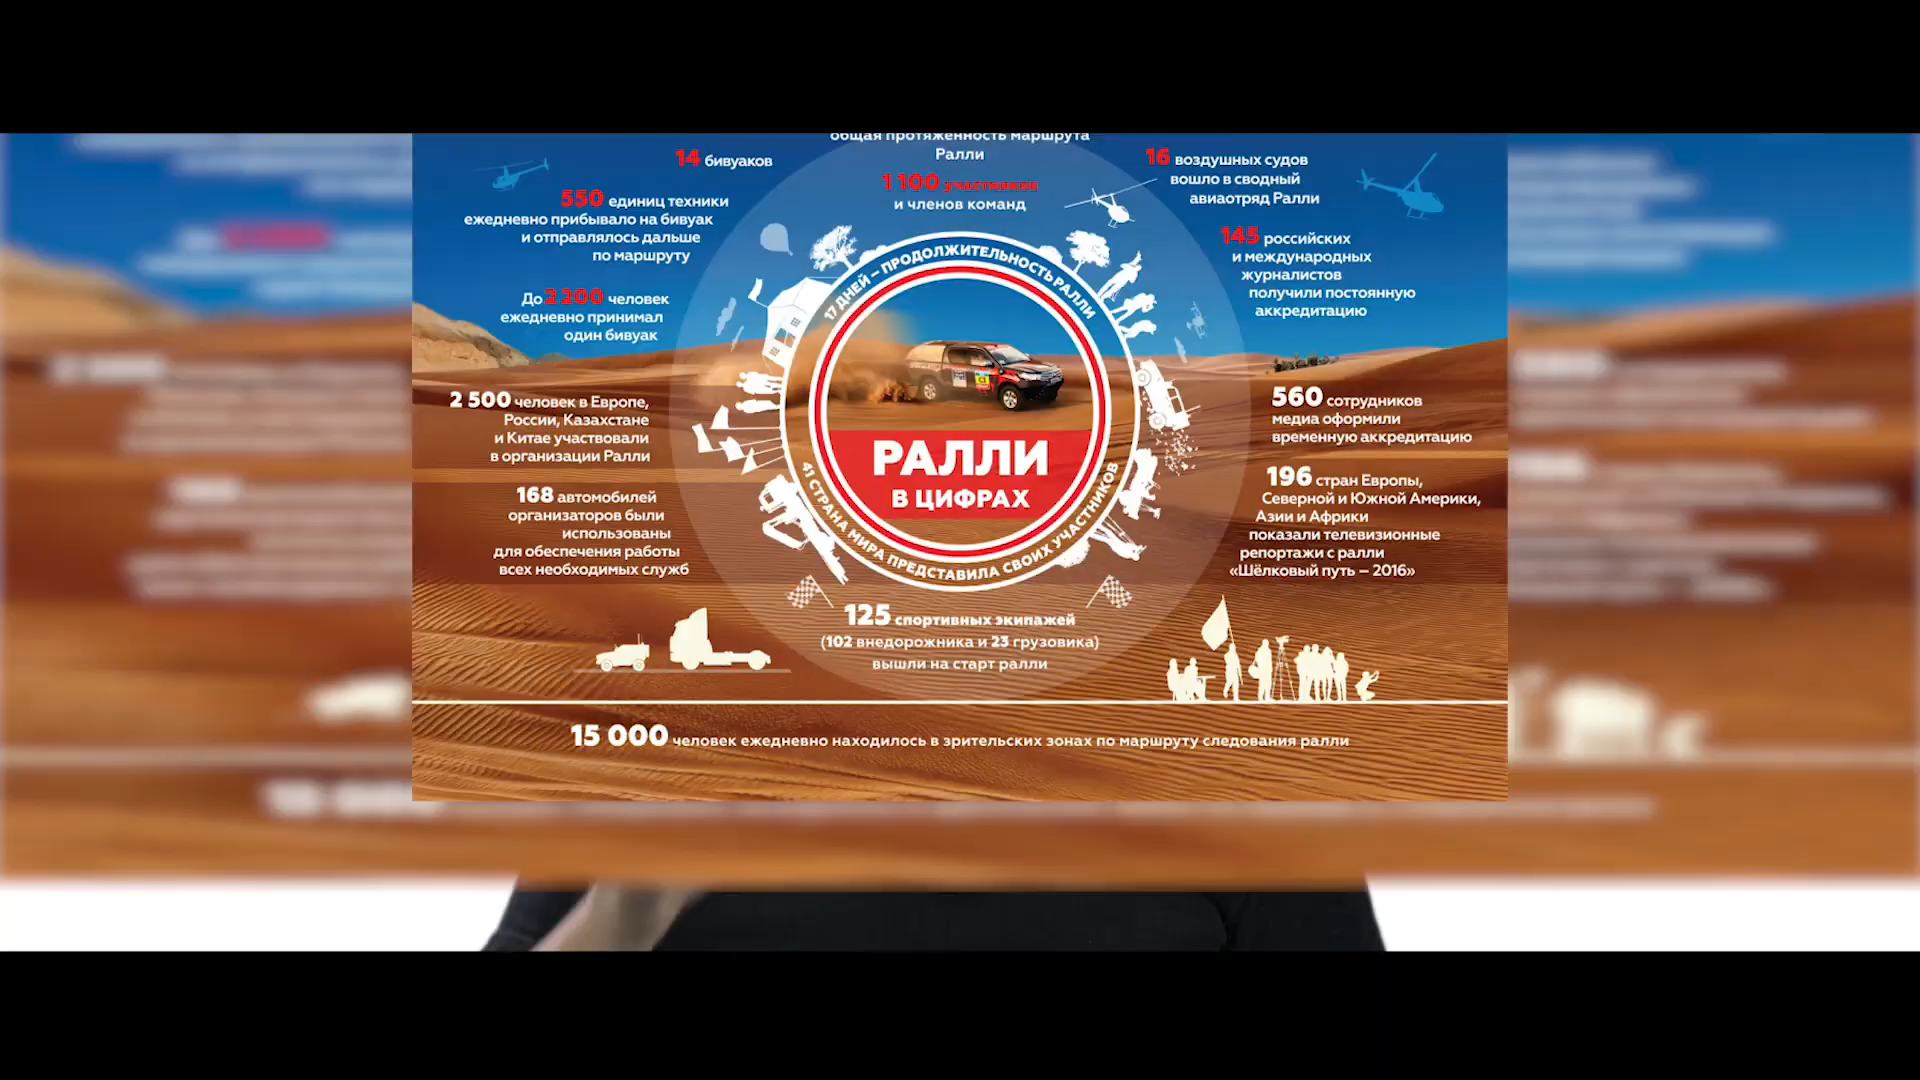 общая протяженность маршрута
Ралли
1 100 участников
и членов команд
14 бивуаков
550 единиц техники
ежедневно прибывало на бивуак
и отправлялось дальше
по маршруту
До 2 200 человек
ежедневно принимал
один бивуак
2 500 человек в Европе,
России, Казахстане
и Китае участвовали
в организации Ралли
168 автомобилей
организаторов были
использованы
для обеспечения работы
всех необходимых служб
17 ДНЕЙ – ПРОДОЛЖИТЕЛЬНОСТЬ РАЛЛИ
РАЛЛИ
В ЦИФРАХ
41 СТРАНА МИРА ПРЕДСТАВИЛА СВОИХ УЧАСТНИКОВ
125 спортивных экипажей
(102 внедорожника и 23 грузовика)
вышли на старт ралли
16 воздушных судов
вошло в сводный
авиаотряд Ралли
145 российских
и международных
журналистов
получили постоянную
аккредитацию
560 сотрудников
медиа оформили
временную аккредитацию
196 стран Европы,
Северной и Южной Америки,
Азии и Африки
показали телевизионные
репортажи с ралли
«Шёлковый путь – 2016»
15 000 человек ежедневно находилось в зрительских зонах по маршруту следования ралли